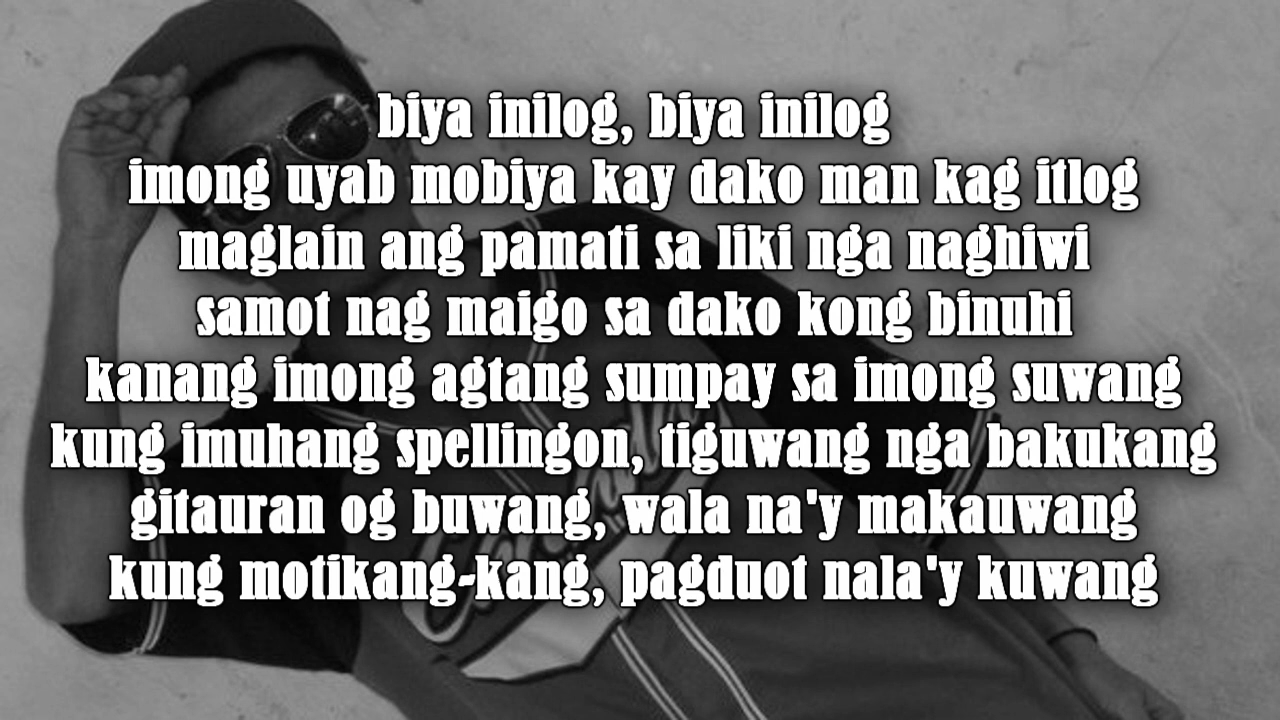 biya inilog, biya inilog
imong uyab mobiya kay dako man kag itlog
maglain ang pamati sa liki nga naghiwi
samot nag maigo sa dako kong binuhi
kanang imong agtang sumpay sa imong suwang
kung imuhang spellingon, tiguwang nga bakukang
gitauran og buwang, wala na'y makauwang
kung motikang-kang, pagduot nala'y kuwang